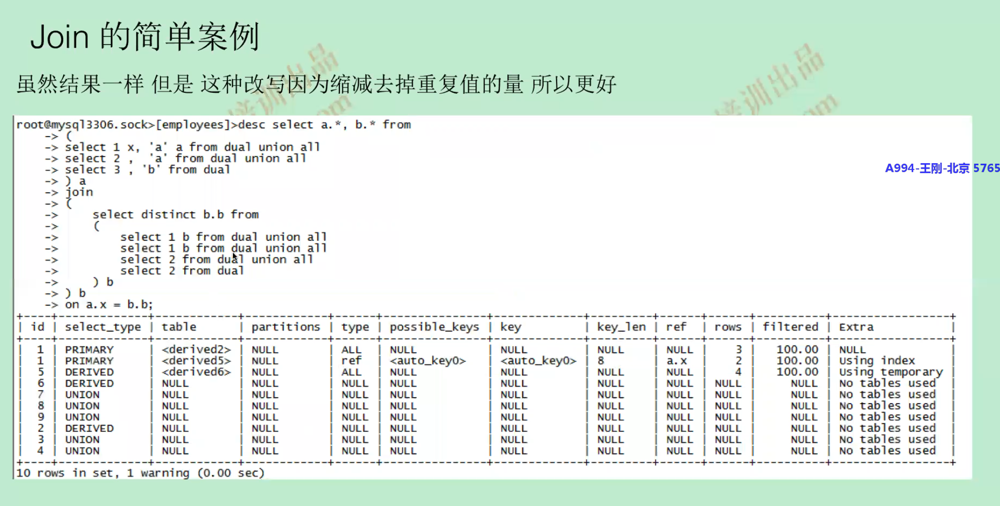 Join 的简单案例
虽然结果一样 但是 这种改写因为缩减去掉重复值的量 所以更好
培训出品
om
培训出品
om
root@mysql3306.sock>[employees]>desc select a.*, b.* from
-> (
-> select 1 x, 'a' a from dual union all
-> select 2 , 'a' from dual union all
-> select 3 , 'b' from dual
-> ) a
-> join
-> (
-> select distinct b.b from
-> (
-> select 1 b from dual union all
-> select 1 b from dual union all
-> select 2 from dual union all
-> select 2 from dual
-> ) b
-> ) b
-> on a.x = b.b;
A994-王刚-北京 5765
+----+-------------+------------+------------+------+---------------+-------------+---------+------+------+----------+-----------------+
| id | select_type | table | partitions | type | possible_keys | key | key_len | ref | rows | filtered | Extra |
+----+-------------+------------+------------+------+---------------+-------------+---------+------+------+----------+-----------------+
| 1 | PRIMARY | <derived2> | NULL | ALL | NULL | NULL | NULL | NULL | 3 | 100.00 | NULL |
| 1 | PRIMARY | <derived5> | NULL | ref | <auto_key0> | <auto_key0> | 8 | a.x | 2 | 100.00 | Using index |
| 5 | DERIVED | <derived6> | NULL | ALL | NULL | NULL | NULL | NULL | 4 | 100.00 | Using temporary |
| 6 | DERIVED | NULL | NULL | NULL | NULL | NULL | NULL | NULL | NULL | NULL | No tables used |
| 7 | UNION | NULL | NULL | NULL | NULL | NULL | NULL | NULL | NULL | NULL | No tables used |
| 8 | UNION | NULL | NULL | NULL | NULL | NULL | NULL | NULL | NULL | NULL | No tables used |
| 9 | UNION | NULL | NULL | NULL | NULL | NULL | NULL | NULL | NULL | NULL | No tables used |
| 2 | DERIVED | NULL | NULL | NULL | NULL | NULL | NULL | NULL | NULL | NULL | No tables used |
| 3 | UNION | NULL | NULL | NULL | NULL | NULL | NULL | NULL | NULL | NULL | No tables used |
| 4 | UNION | NULL | NULL | NULL | NULL | NULL | NULL | NULL | NULL | NULL | No tables used |
+----+-------------+------------+------------+------+---------------+-------------+---------+------+------+----------+-----------------+
10 rows in set, 1 warning (0.00 sec)